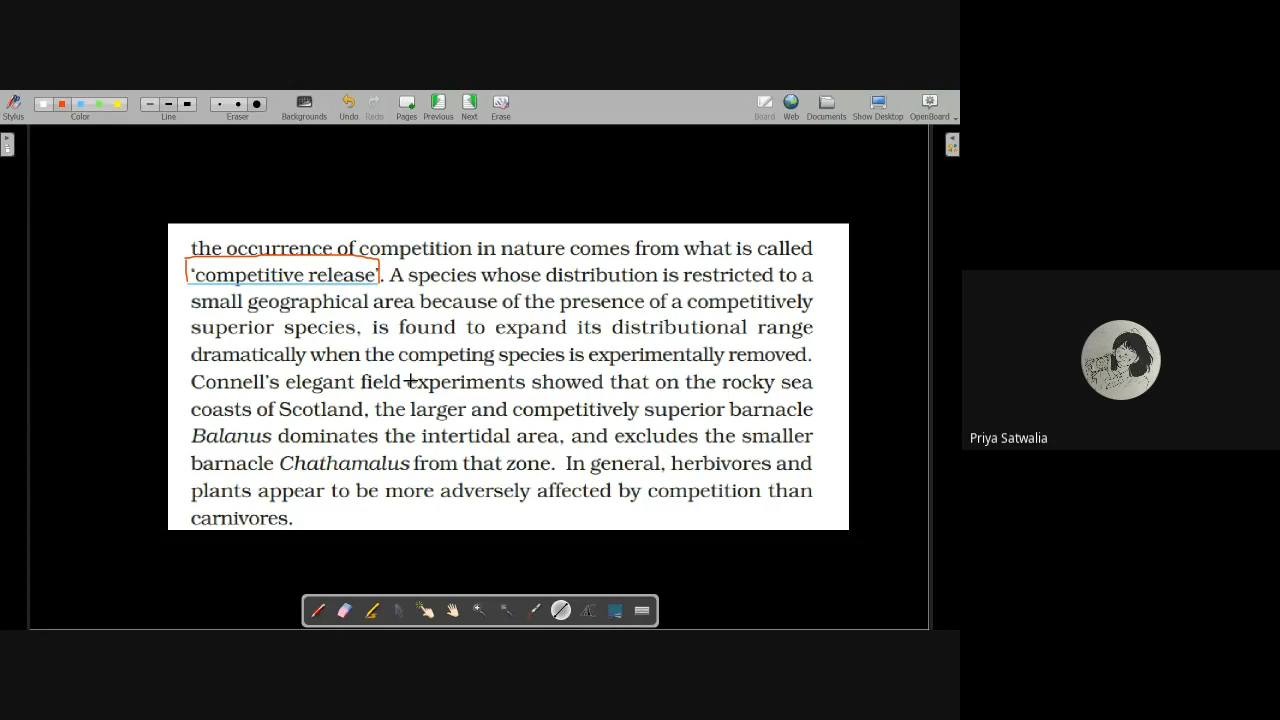 Stylus
Color
Line
Eraser
Backgrounds
Undo
Redo
Pages
Previous
Next
Erase
Board
Web
Documents
Show Desktop
OpenBoard
the occurrence of competition in nature comes from what is called
‘competitive release’. A species whose distribution is restricted to a
small geographical area because of the presence of a competitively
superior species, is found to expand its distributional range
dramatically when the competing species is experimentally removed.
Connell’s elegant field experiments showed that on the rocky sea
coasts of Scotland, the larger and competitively superior barnacle
Balanus dominates the intertidal area, and excludes the smaller
barnacle Chathamalus from that zone. In general, herbivores and
plants appear to be more adversely affected by competition than
carnivores.
Priya Satwalia